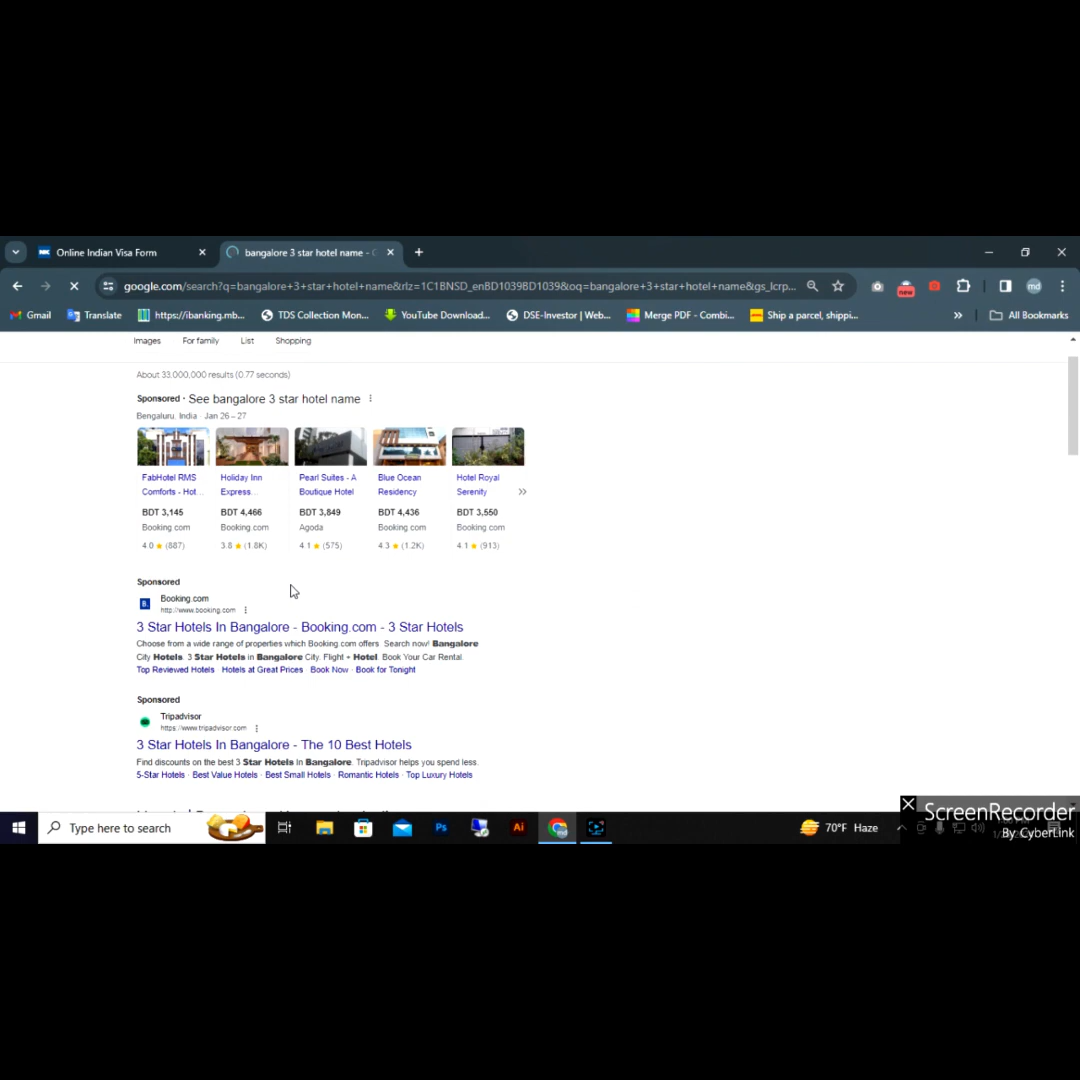 Online Indian Visa Form
bangalore 3 star hotel name -
google.com/search?q=bangalore+3+star+hotel+name&rlz=1C1BNSD_enBD1039BD1039&oq=bangalore+3+star+hotel+name&gs_lcrp...
new
md
Gmail
Translate
https://ibanking.mb...
TDS Collection Mon...
YouTube Download...
DSE-Investor | Web...
Merge PDF - Combi...
Ship a parcel, shippi...
»
All Bookmarks
Images For family List Shopping
About 33,000,000 results (0.77 seconds)
Sponsored · See bangalore 3 star hotel name
Bengaluru, India · Jan 26 – 27
FabHotel RMS Comforts - Hot...
BDT 3,145
Booking.com
4.0 ★ (887)
Holiday Inn Express...
BDT 4,466
Booking.com
3.8 ★ (1.8K)
Pearl Suites - A Boutique Hotel
BDT 3,849
Agoda
4.1 ★ (575)
Blue Ocean Residency
BDT 4,436
Booking.com
4.3 ★ (1.2K)
Hotel Royal Serenity
BDT 3,550
Booking.com
4.1 ★ (913)
Sponsored
B.
Booking.com
http://www.booking.com
3 Star Hotels In Bangalore - Booking.com - 3 Star Hotels
Choose from a wide range of properties which Booking.com offers. Search now! Bangalore
City Hotels. 3 Star Hotels in Bangalore City. Flight + Hotel. Book Your Car Rental.
Top Reviewed Hotels · Hotels at Great Prices · Book Now · Book for Tonight
Sponsored
Tripadvisor
https://www.tripadvisor.com
3 Star Hotels In Bangalore - The 10 Best Hotels
Find discounts on the best 3 Star Hotels In Bangalore. Tripadvisor helps you spend less.
5-Star Hotels · Best Value Hotels · Best Small Hotels · Romantic Hotels · Top Luxury Hotels
Type here to search
Ps
Ai
70°F Haze
ScreenRecorder
By CyberLink